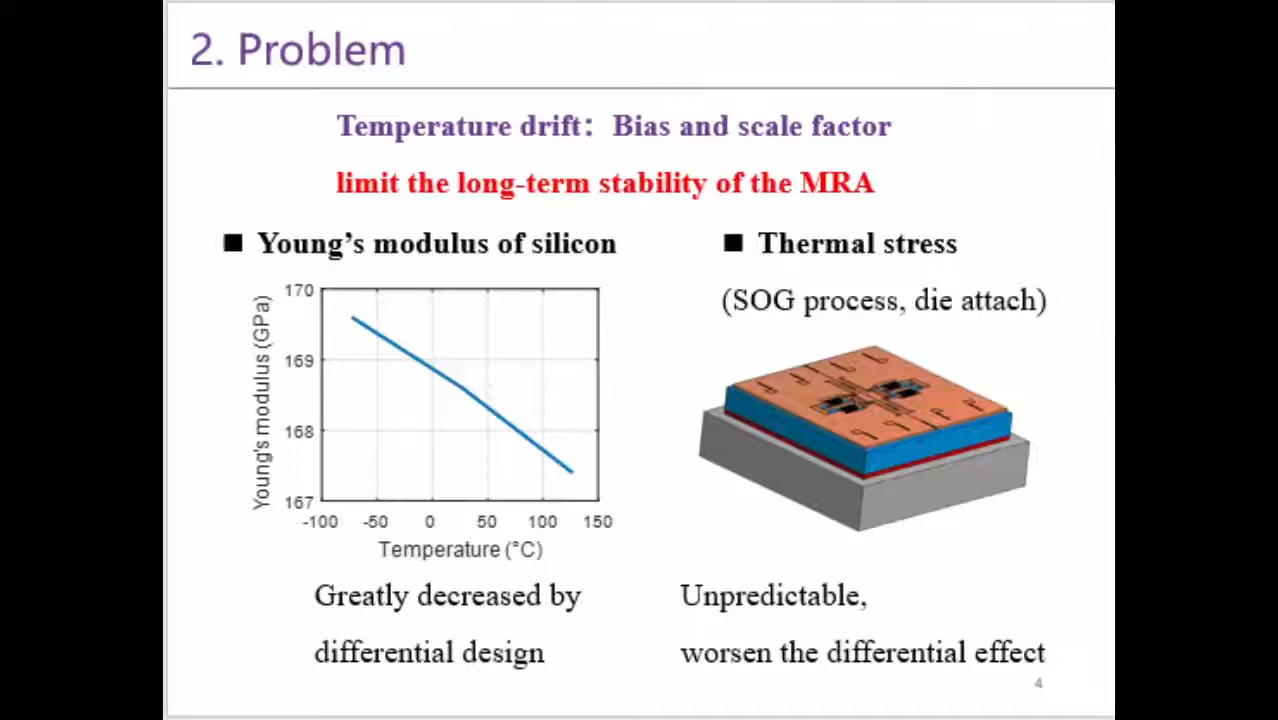 2. Problem
Temperature drift： Bias and scale factor
limit the long-term stability of the MRA
■ Young’s modulus of silicon
170
169
168
167
Young's modulus (GPa)
-100 -50 0 50 100 150
Temperature (°C)
Greatly decreased by
differential design
■ Thermal stress
(SOG process, die attach)
Unpredictable,
worsen the differential effect
4